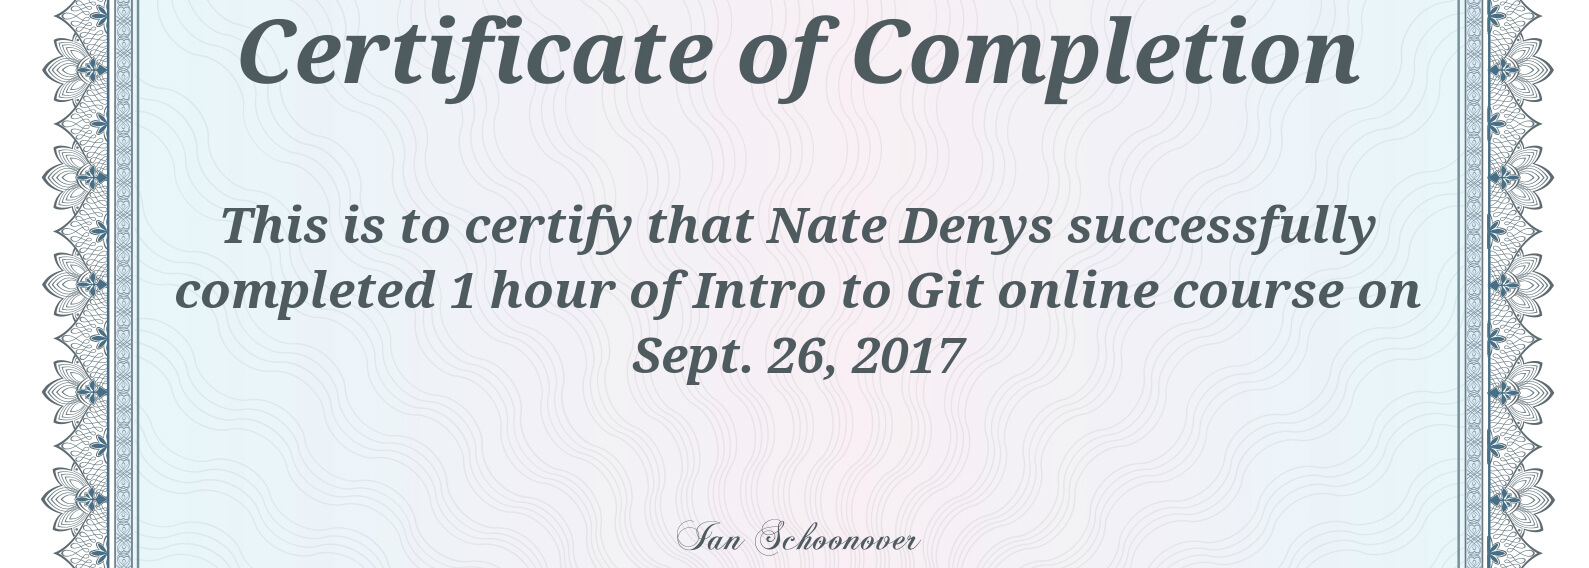 Certificate of Completion
This is to certify that Nate Denys successfully
completed 1 hour of Intro to Git online course on
Sept. 26, 2017
Ian Schoonover